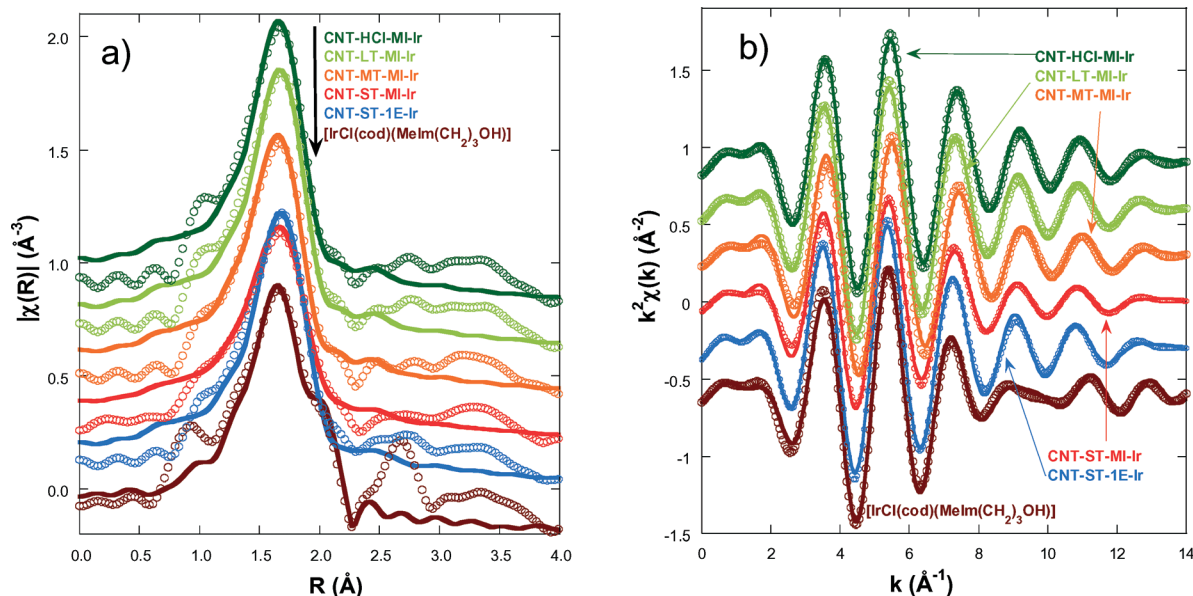 a)
CNT-HCl-MI-Ir
CNT-LT-MI-Ir
CNT-MT-MI-Ir
CNT-ST-MI-Ir
CNT-ST-1E-Ir
[IrCl(cod)(MeIm(CH2)3OH)]
|χ(R)| (Å-3)
2.0
1.5
1.0
0.5
0.0
0.0 0.5 1.0 1.5 2.0 2.5 3.0 3.5 4.0
R (Å)
b)
CNT-HCl-MI-Ir
CNT-LT-MI-Ir
CNT-MT-MI-Ir
k2χ(k) (Å-2)
1.5
1
0.5
0
-0.5
-1
-1.5
CNT-ST-MI-Ir
CNT-ST-1E-Ir
[IrCl(cod)(MeIm(CH2)3OH)]
0 2 4 6 8 10 12 14
k (Å-1)